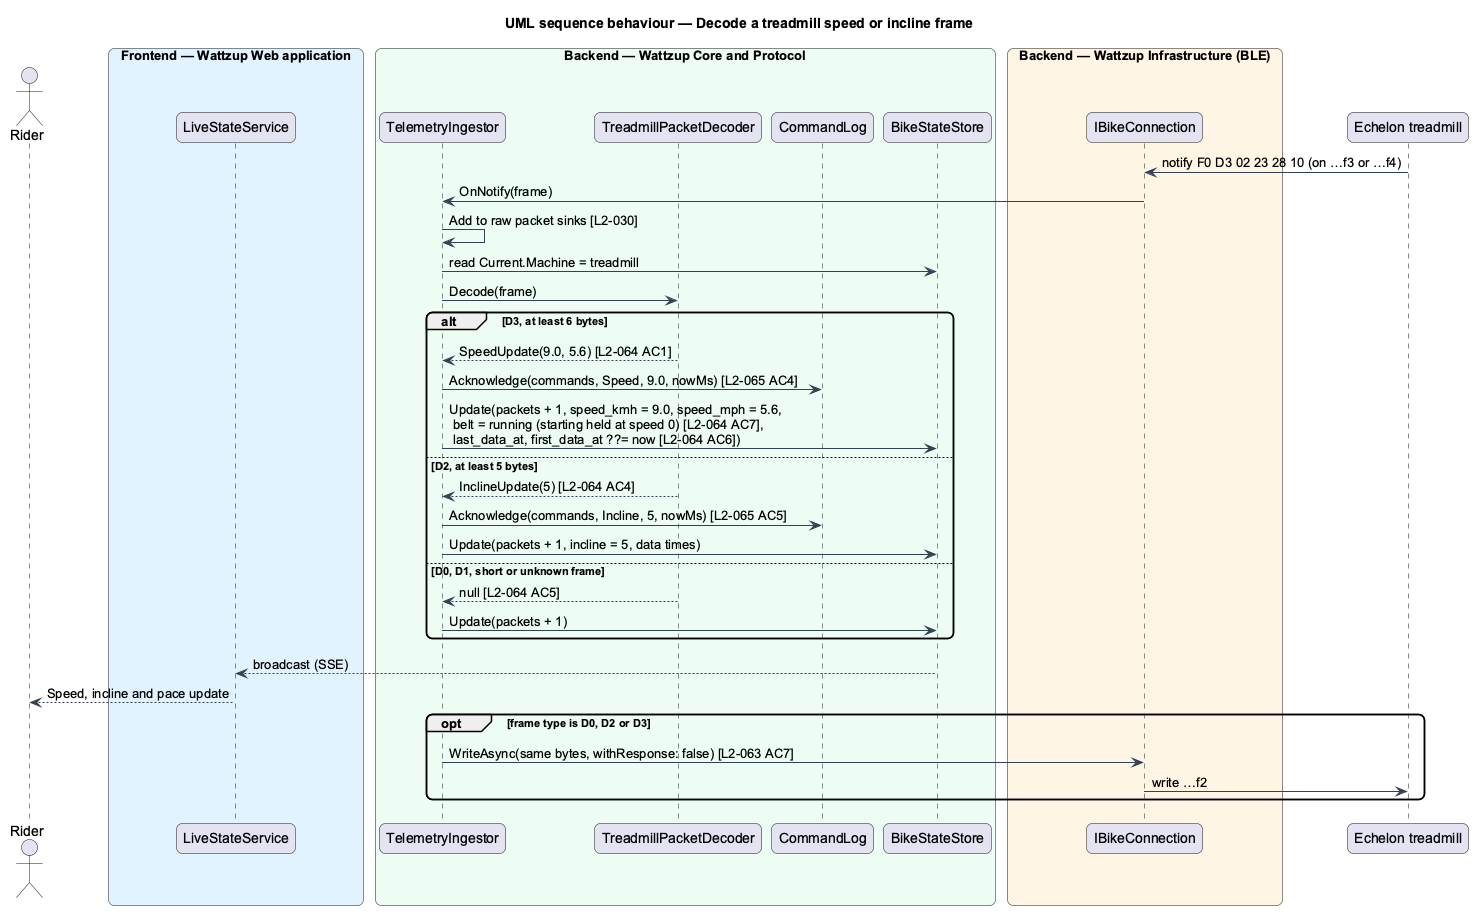 UML sequence behaviour — Decode a treadmill speed or incline frame
Frontend — Wattzup Web application
Backend — Wattzup Core and Protocol
Backend — Wattzup Infrastructure (BLE)
Rider
LiveStateService
TelemetryIngestor
TreadmillPacketDecoder
CommandLog
BikeStateStore
IBikeConnection
Echelon treadmill
notify F0 D3 02 23 28 10 (on ...f3 or ...f4)
OnNotify(frame)
Add to raw packet sinks [L2-030]
read Current.Machine = treadmill
Decode(frame)
alt
[D3, at least 6 bytes]
SpeedUpdate(9.0, 5.6) [L2-064 AC1]
Acknowledge(commands, Speed, 9.0, nowMs) [L2-065 AC4]
Update(packets + 1, speed_kmh = 9.0, speed_mph = 5.6,
belt = running (starting held at speed 0) [L2-064 AC7],
last_data_at, first_data_at ??= now [L2-064 AC6])
[D2, at least 5 bytes]
InclineUpdate(5) [L2-064 AC4]
Acknowledge(commands, Incline, 5, nowMs) [L2-065 AC5]
Update(packets + 1, incline = 5, data times)
[D0, D1, short or unknown frame]
null [L2-064 AC5]
Update(packets + 1)
broadcast (SSE)
Speed, incline and pace update
opt
[frame type is D0, D2 or D3]
WriteAsync(same bytes, withResponse: false) [L2-063 AC7]
write ...f2
Rider
LiveStateService
TelemetryIngestor
TreadmillPacketDecoder
CommandLog
BikeStateStore
IBikeConnection
Echelon treadmill